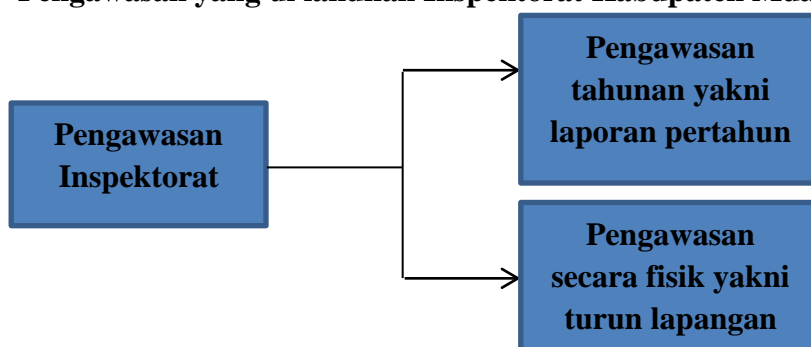 Pengawasan
tahunan yakni
laporan pertahun
Pengawasan
Inspektorat
Pengawasan
secara fisik yakni
turun lapangan